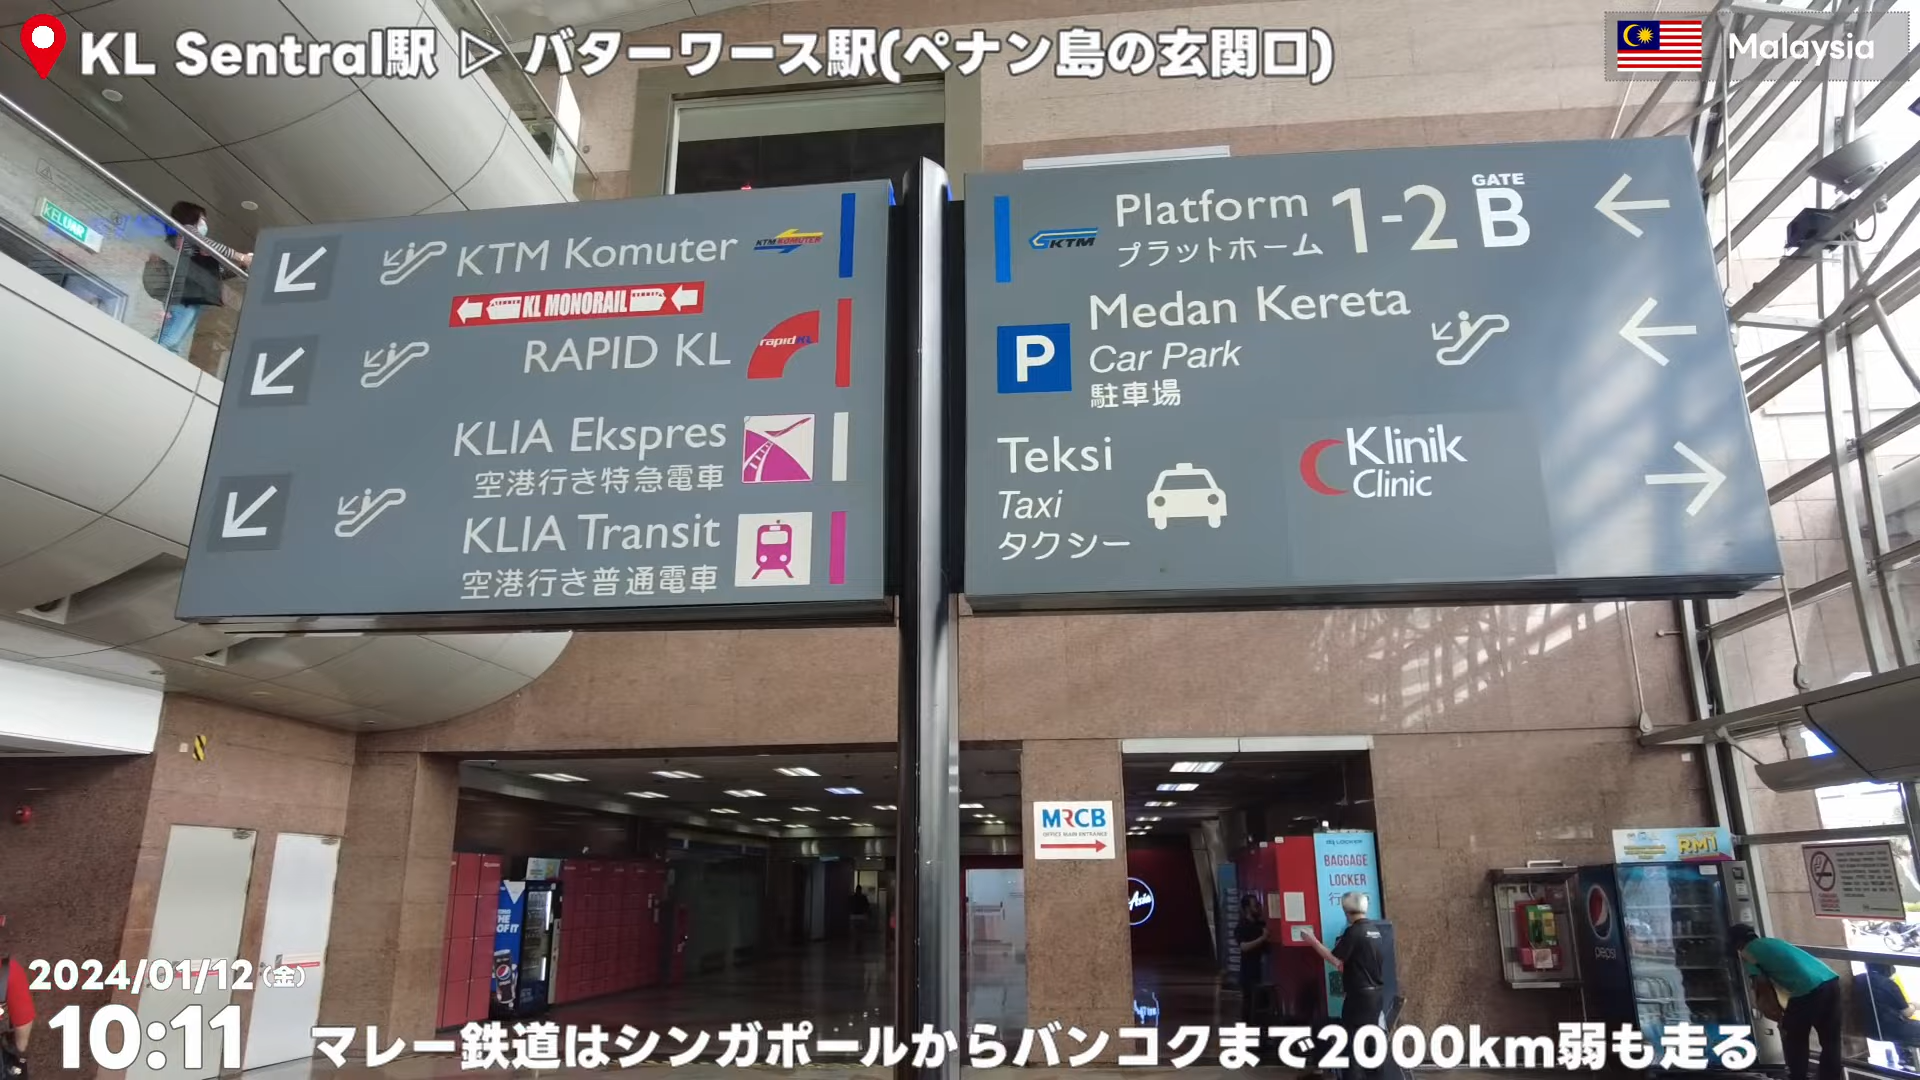 KL Sentral駅 ▷ バターワース駅(ペナン島の玄関口)
Malaysia
KELUAR
KTM Komuter
KTM KOMUTER
KL MONORAIL
RAPID KL
rapidKL
KLIA Ekspres
空港行き特急電車
KLIA Transit
空港行き普通電車
KTM
Platform 1-2 GATE B
プラットホーム
P
Medan Kereta
Car Park
駐車場
Teksi
Taxi
タクシー
Klinik
Clinic
MRCB
OFFICE MAIN ENTRANCE
BAGGAGE
LOCKER
Asia
pepsi
RM1
2024/01/12(金)
10:11
マレー鉄道はシンガポールからバンコクまで2000km弱も走る